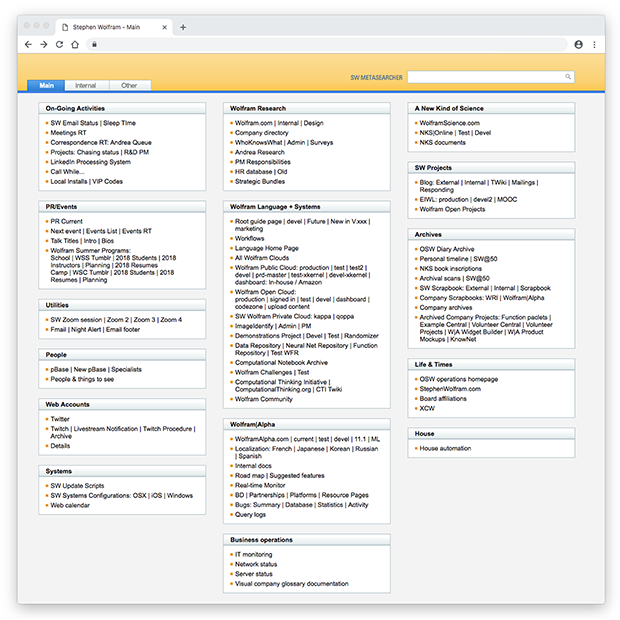 Stephen Wolfram - Main
SW METASEARCHER
Main
Internal
Other
On-Going Activities
SW Email Status | Sleep Time
Meetings RT
Correspondence RT: Andrea Queue
Projects: Chasing status | R&D PM
LinkedIn Processing System
Call While...
Local Installs | VIP Codes
PR/Events
PR Current
Next event | Events List | Events RT
Talk Titles | Intro | Bios
Wolfram Summer Programs:
School | WSS Tumblr | 2018 Students | 2018
Instructors | Planning | 2018 Resumes
Camp | WSC Tumblr | 2018 Students | 2018
Resumes | Planning
Utilities
SW Zoom session | Zoom 2 | Zoom 3 | Zoom 4
Fmail | Night Alert | Email footer
People
pBase | New pBase | Specialists
People & things to see
Web Accounts
Twitter
Twitch | Livestream Notification | Twitch Procedure |
Archive
Details
Systems
SW Update Scripts
SW Systems Configurations: OSX | iOS | Windows
Web calendar
Wolfram Research
Wolfram.com | Internal | Design
Company directory
WhoKnowsWhat | Admin | Surveys
Andrea Research
PM Responsibilities
HR database | Old
Strategic Bundles
Wolfram Language + Systems
Root guide page | devel | Future | New in V.xxx |
marketing
Workflows
Language Home Page
All Wolfram Clouds
Wolfram Public Cloud: production | test | test2 |
devel | prd-master | test-xkernel | devel-xkernel |
dashboard: In-house / Amazon
Wolfram Open Cloud:
production | signed in | test | devel | dashboard |
codezone | upload content
SW Wolfram Private Cloud: kappa | qoppa
ImageIdentify | Admin | PM
Demonstrations Project | Devel | Test | Randomizer
Data Repository | Neural Net Repository | Function
Repository | Test WFR
Computational Notebook Archive
Wolfram Challenges | Test
Computational Thinking Initiative |
ComputationalThinking.org | CTI Twiki
Wolfram Community
Wolfram|Alpha
WolframAlpha.com | current | test | devel | 11.1 | ML
Localization: French | Japanese | Korean | Russian
| Spanish
Internal docs
Road map | Suggested features
Real-time Monitor
BD | Partnerships | Platforms | Resource Pages
Bugs: Summary | Database | Statistics | Activity
Query logs
Business operations
IT monitoring
Network status
Server status
Visual company glossary documentation
A New Kind of Science
WolframScience.com
NKS|Online | Test | Devel
NKS documents
SW Projects
Blog: External | Internal | TWiki | Mailings |
Responding
EIWL: production | devel2 | MOOC
Wolfram Open Projects
Archives
OSW Diary Archive
Personal timeline | SW@50
NKS book inscriptions
Archival scans | SW@50
SW Scrapbook: External | Internal | Scrapbook
Company Scrapbooks: WRI | Wolfram|Alpha
Company archives
Archived Company Projects: Function paclets |
Example Central | Volunteer Central | Volunteer
Projects | W|A Widget Builder | W|A Product
Mockups | KnowNet
Life & Times
OSW operations homepage
StephenWolfram.com
Board affiliations
XCW
House
House automation